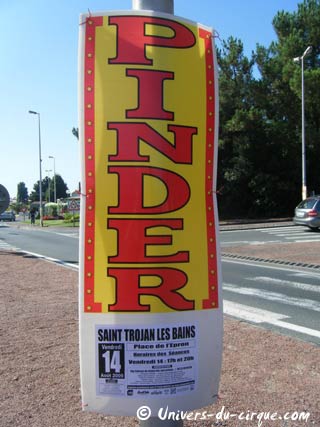 PINDER
SAINT TROJAN LES BAINS
Place de l'Epron
Horaires des Séances
Vendredi 14 - 17h et 20h
Vendredi
14
Août 2009
© Univers-du-cirque.com